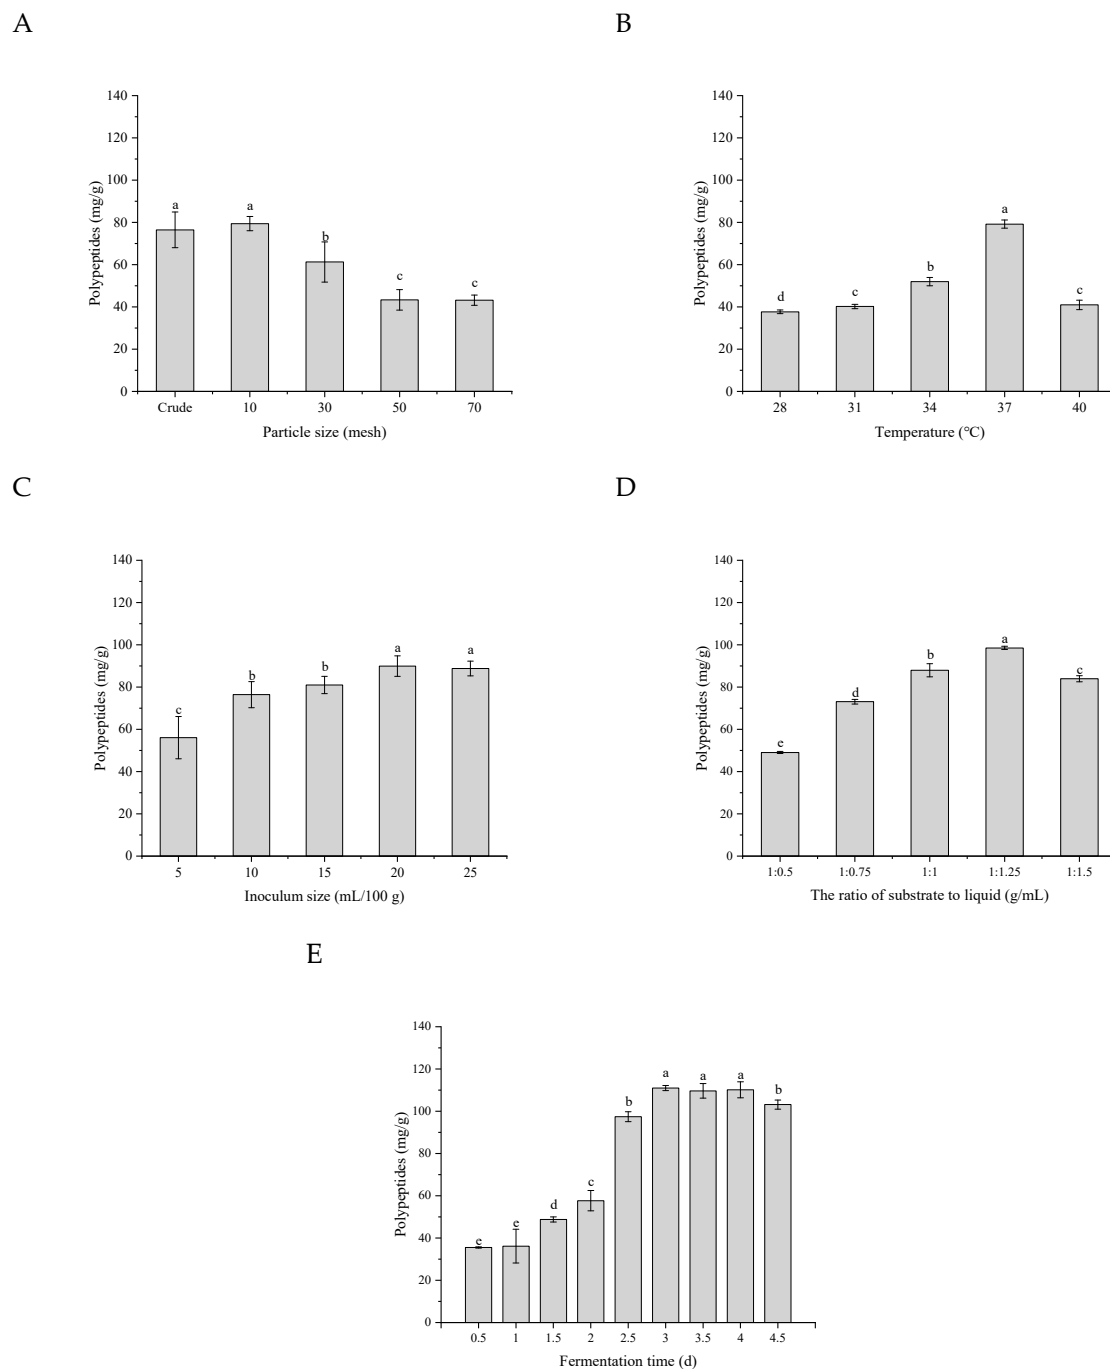 A
B
140
120
100
80
60
40
20
0
Polypeptides (mg/g)
a
a
b
c
c
Crude
10
30
50
70
Particle size (mesh)
140
120
100
80
60
40
20
0
Polypeptides (mg/g)
d
c
b
a
c
28
31
34
37
40
Temperature (°C)
C
D
140
120
100
80
60
40
20
0
Polypeptides (mg/g)
c
b
b
a
a
5
10
15
20
25
Inoculum size (mL/100 g)
140
120
100
80
60
40
20
0
Polypeptides (mg/g)
e
d
b
a
c
1:0.5
1:0.75
1:1
1:1.25
1:1.5
The ratio of substrate to liquid (g/mL)
E
140
120
100
80
60
40
20
0
Polypeptides (mg/g)
e
e
d
c
b
a
a
a
b
0.5
1
1.5
2
2.5
3
3.5
4
4.5
Fermentation time (d)